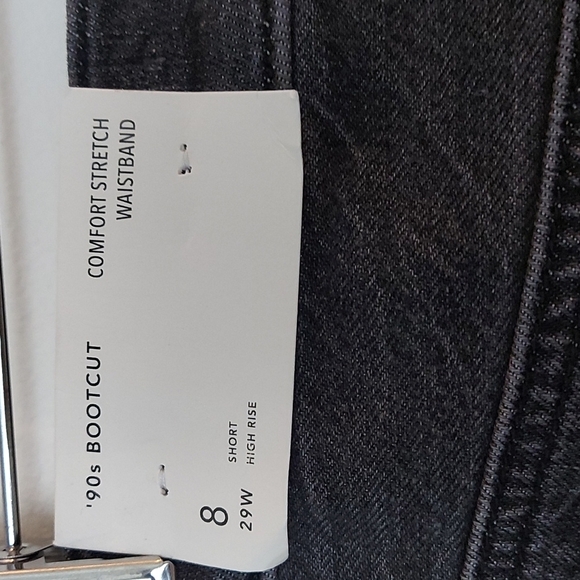 '90s BOOTCUT
COMFORT STRETCH
WAISTBAND
8
29W
SHORT
HIGH RISE